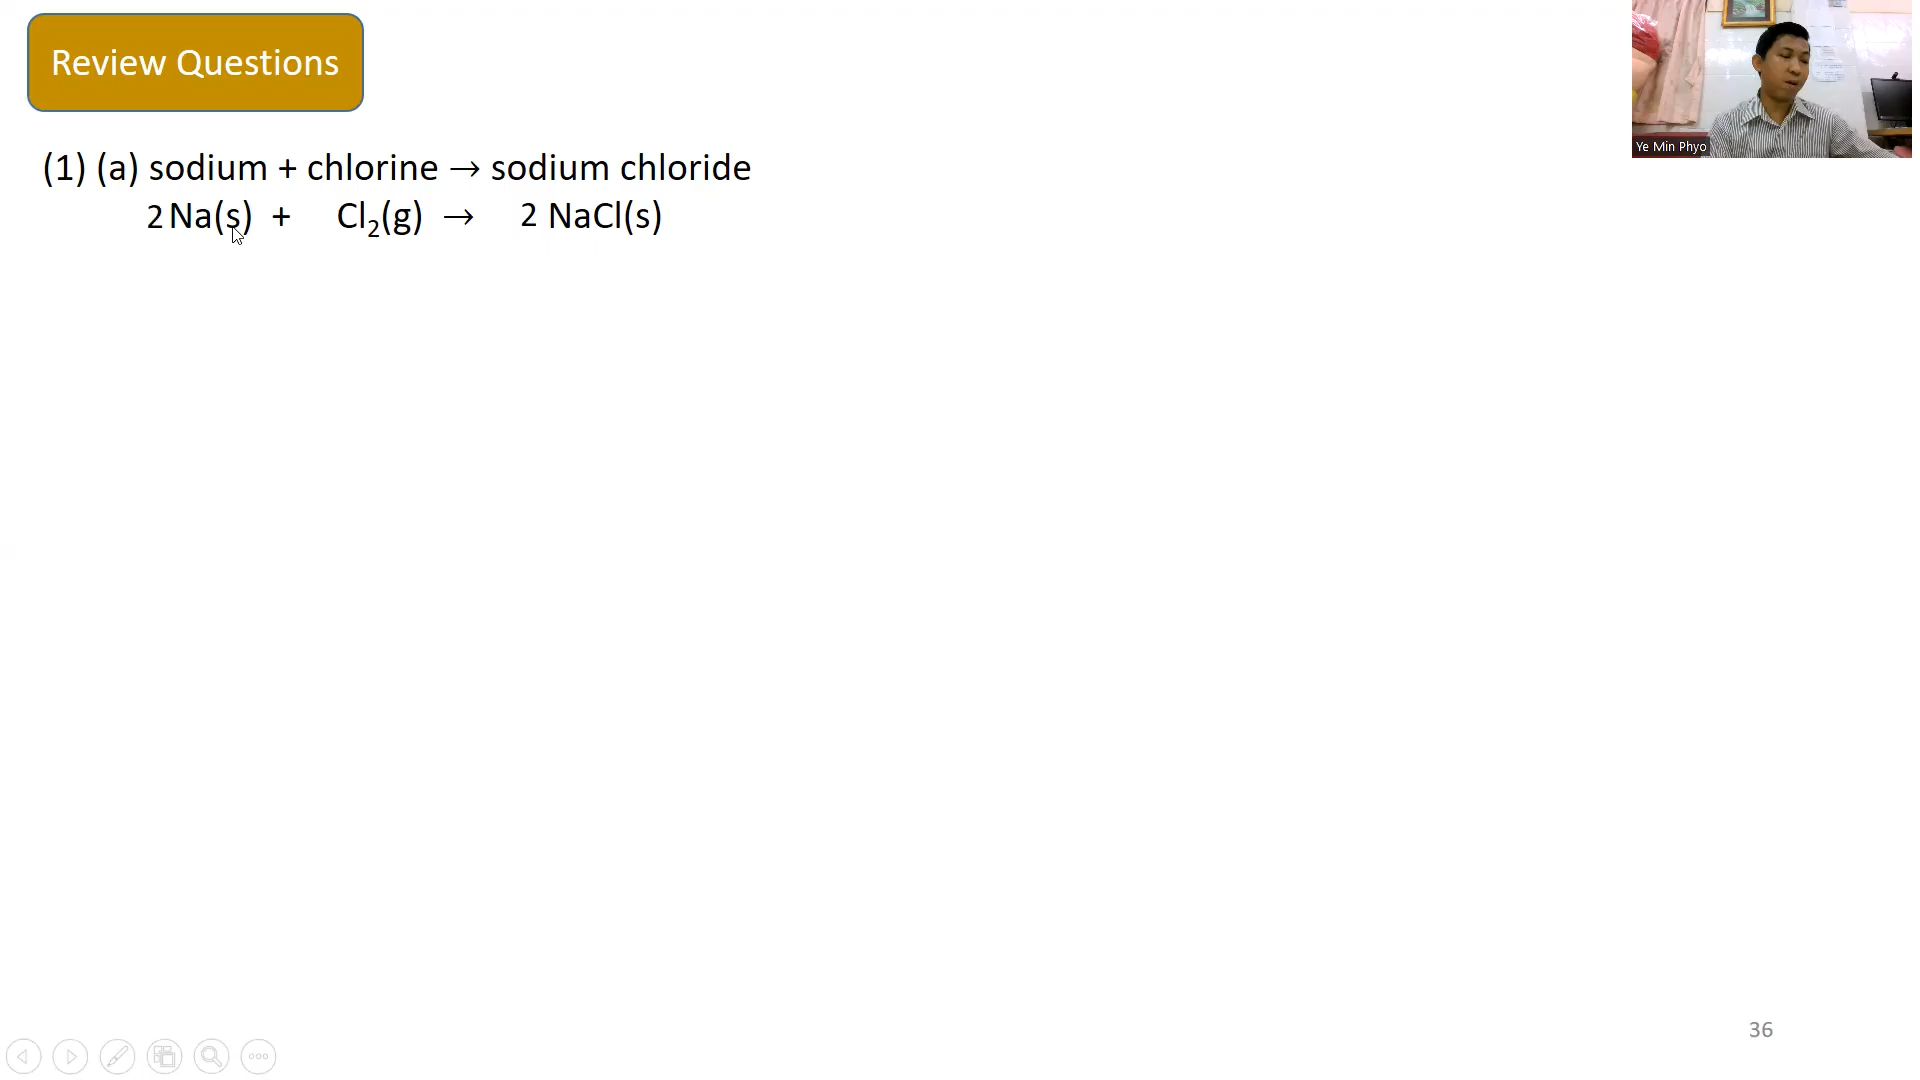 Review Questions
Ye Min Phyo
(1) (a) sodium + chlorine → sodium chloride
2 Na(s) + Cl₂(g) → 2 NaCl(s)
36